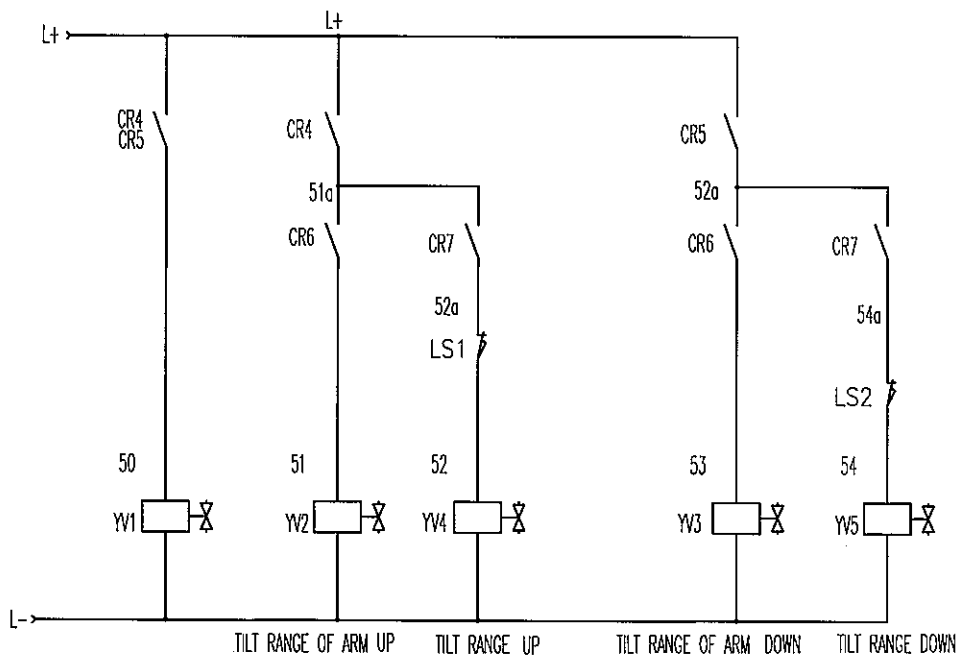 L+
L+
CR4
CR5
CR4
CR5
51a
52a
CR6
CR7
CR6
CR7
52a
54a
LS1
LS2
50
51
52
53
54
YV1
YV2
YV4
YV3
YV5
L-
TILT RANGE OF ARM UP
TILT RANGE UP
TILT RANGE OF ARM DOWN
TILT RANGE DOWN